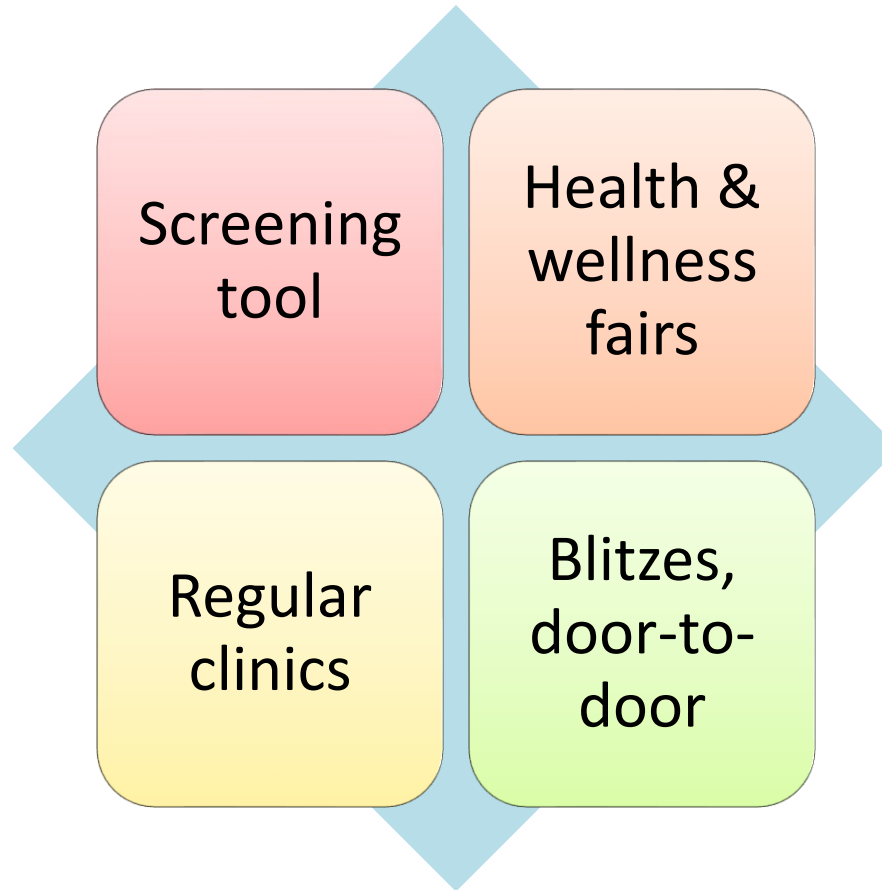 Screening
tool
Health &
wellness
fairs
Regular
clinics
Blitzes,
door-to-
door